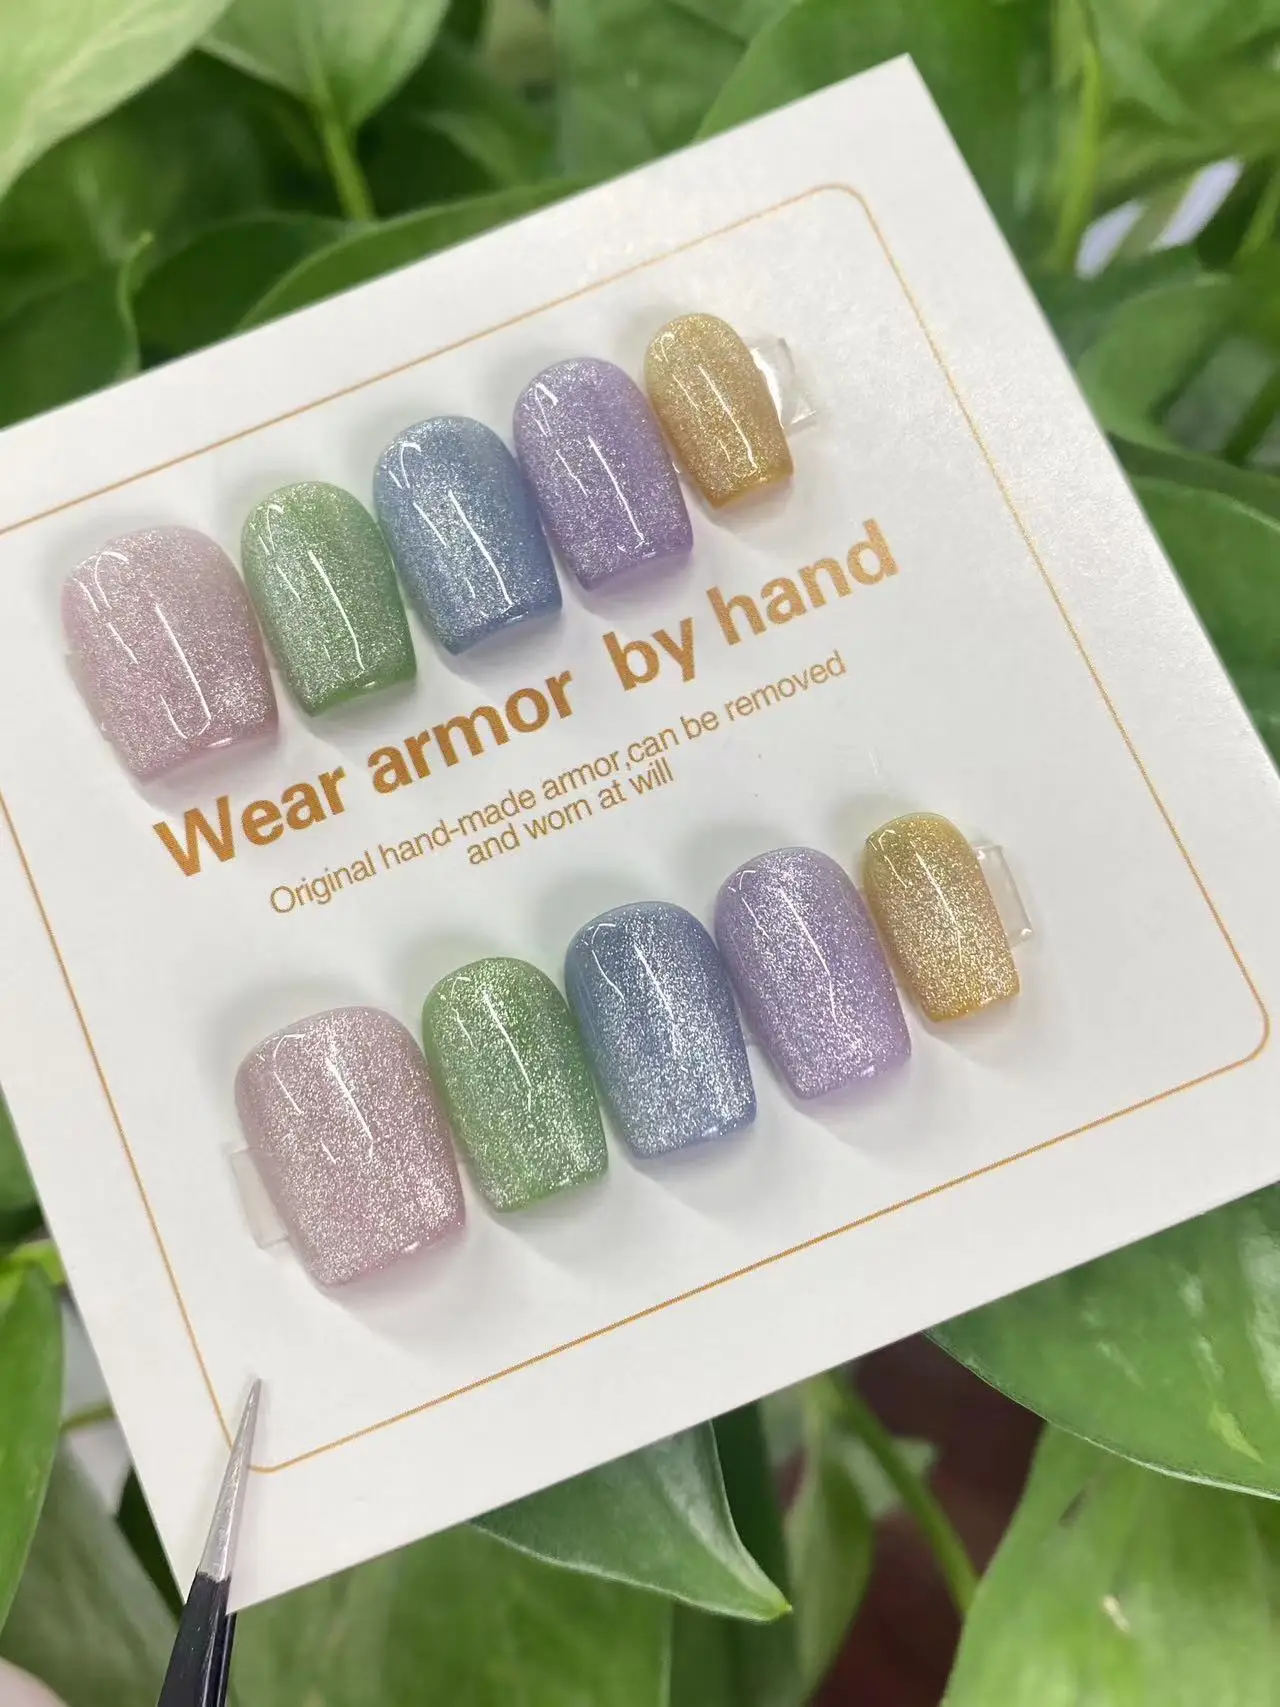 Wear armor by hand
Original hand-made armor,can be removed
and worn at will